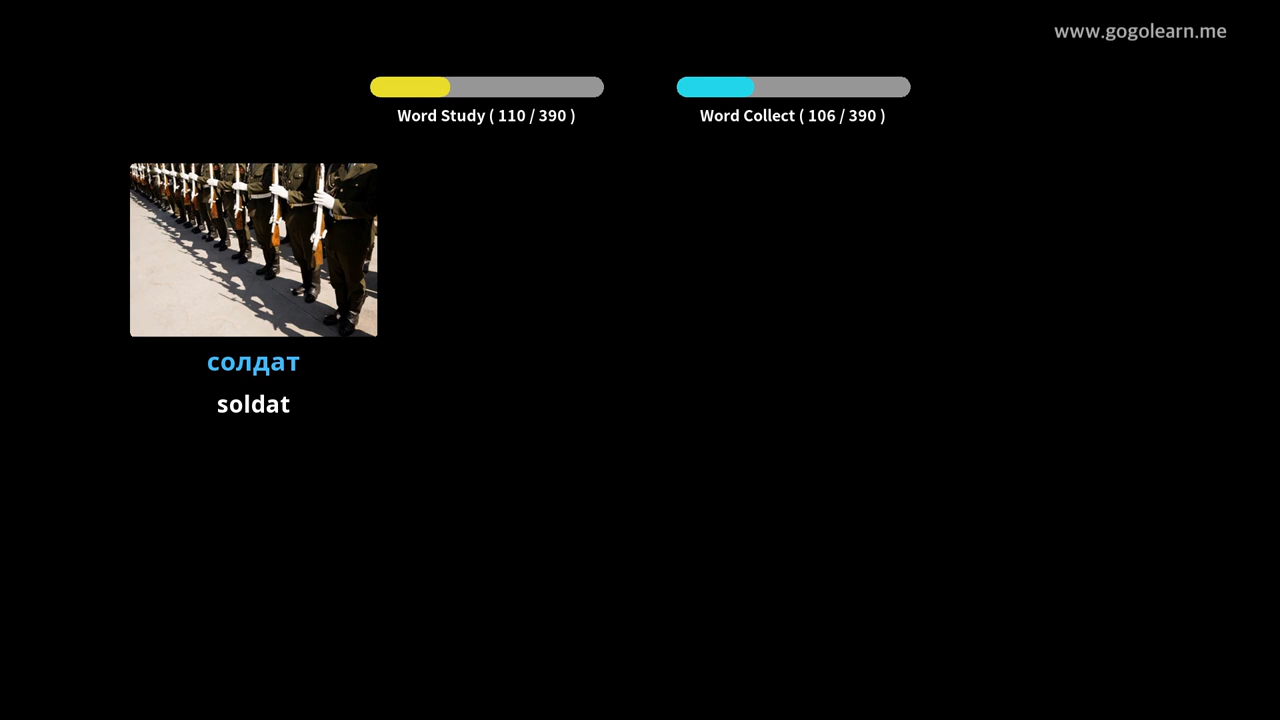 www.gogolearn.me
Word Study ( 110 / 390 )
Word Collect ( 106 / 390 )
солдат
soldat